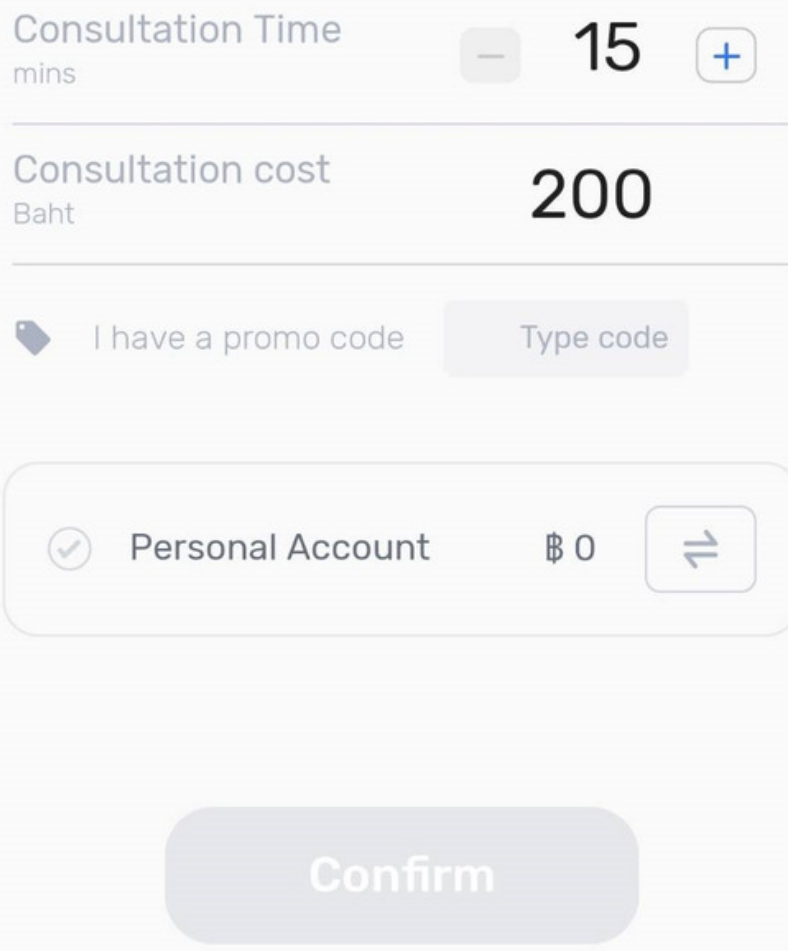 Consultation Time
mins
15
Consultation cost
Baht
200
I have a promo code
Type code
Personal Account
฿ 0
Confirm